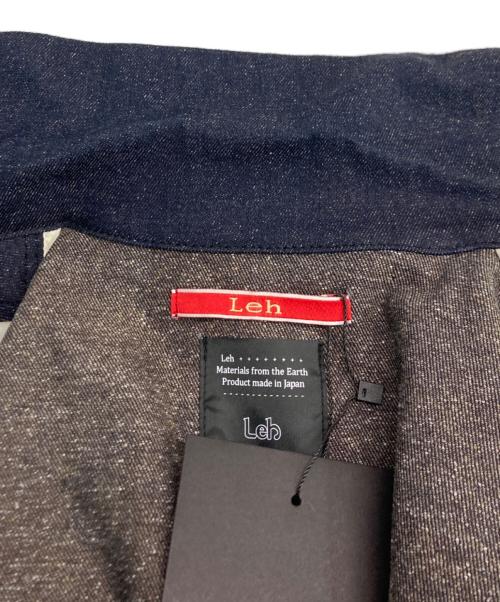 Leh
Leh + + + + + + + +
Materials from the Earth
Product made in Japan
Leh